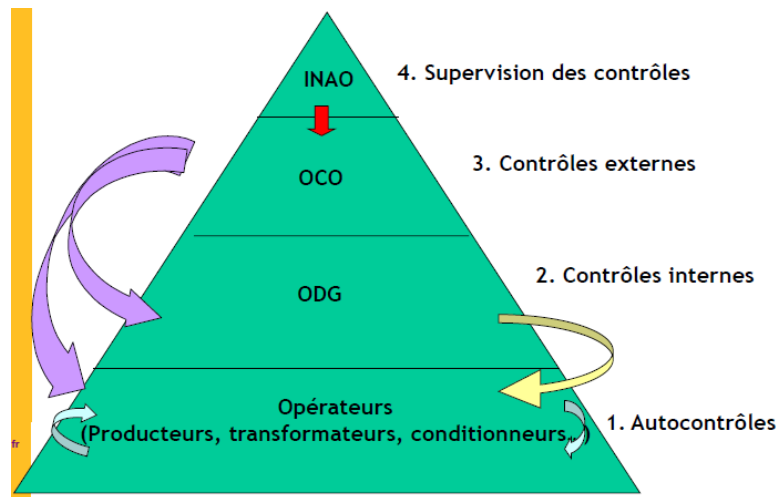 INAO
4. Supervision des contrôles
OCO
3. Contrôles externes
ODG
2. Contrôles internes
Opérateurs
(Producteurs, transformateurs, conditionneurs,..)
1. Autocontrôles
fr